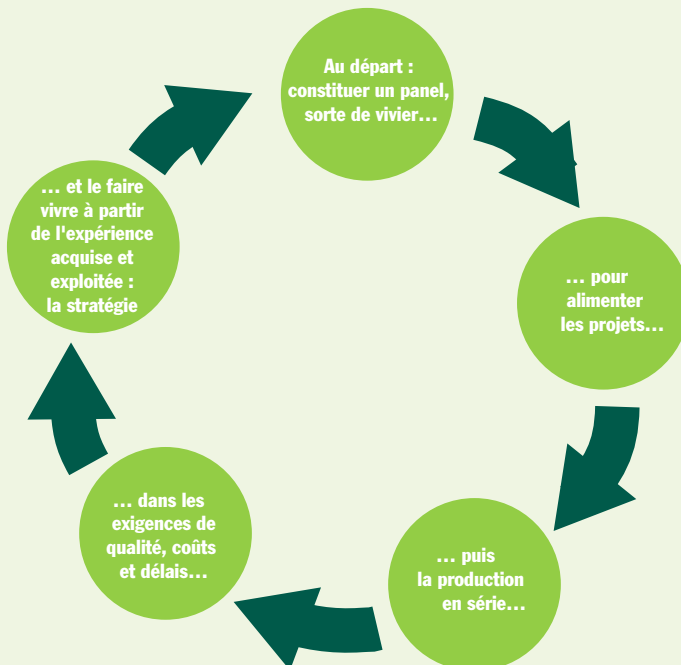 Au départ :
constituer un panel,
sorte de vivier…
… pour
alimenter
les projets…
… puis
la production
en série…
… dans les
exigences de
qualité, coûts
et délais…
… et le faire
vivre à partir
de l'expérience
acquise et
exploitée :
la stratégie